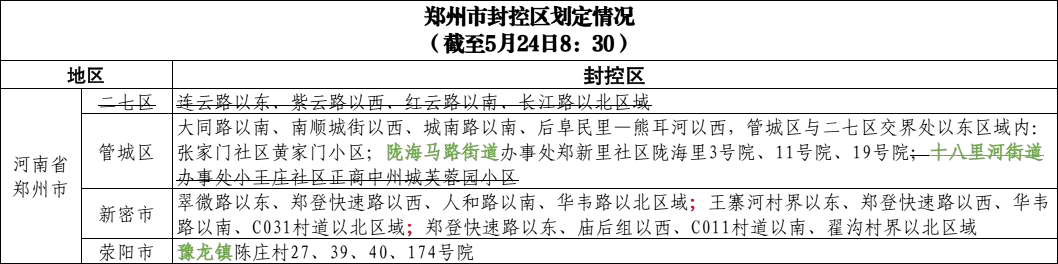 郑州市封控区划定情况
（截至5月24日8：30）
地区 封控区
河南省
郑州市
二七区 连云路以东、紫云路以西、红云路以南、长江路以北区域
管城区 大同路以南、南顺城街以西、城南路以南、后阜民里—熊耳河以西，管城区与二七区交界处以东区域内：
张家门社区黄家门小区；陇海马路街道办事处郑新里社区陇海里3号院、11号院、19号院；十八里河街道
办事处小王庄社区正商中州城芙蓉园小区
新密市 翠微路以东、郑登快速路以西、人和路以南、华韦路以北区域；王寨河村界以东、郑登快速路以西、华韦
路以南、C031村道以北区域；郑登快速路以东、庙后组以西、C011村道以南、翟沟村界以北区域
荥阳市 豫龙镇陈庄村27、39、40、174号院